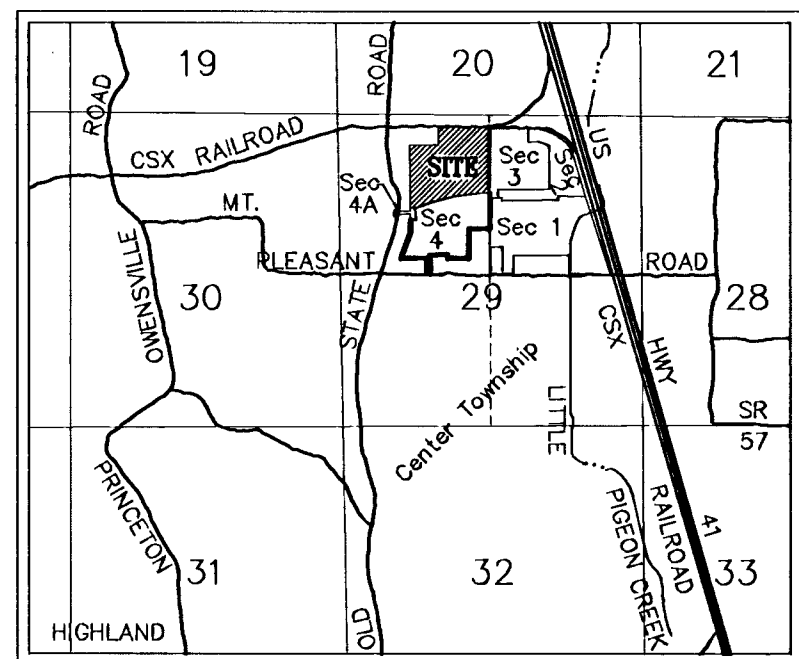 19
20
21
ROAD
ROAD
CSX RAILROAD
US
SITE
Sec
3
Sec
2
Sec
4A
MT.
Sec
4
Sec 1
PLEASANT
ROAD
OWENSVILLE
30
STATE
29
28
CSX
HWY
Center Township
LITTLE
SR
57
PRINCETON
PIGEON CREEK
RAILROAD
41
31
32
33
HIGHLAND
OLD